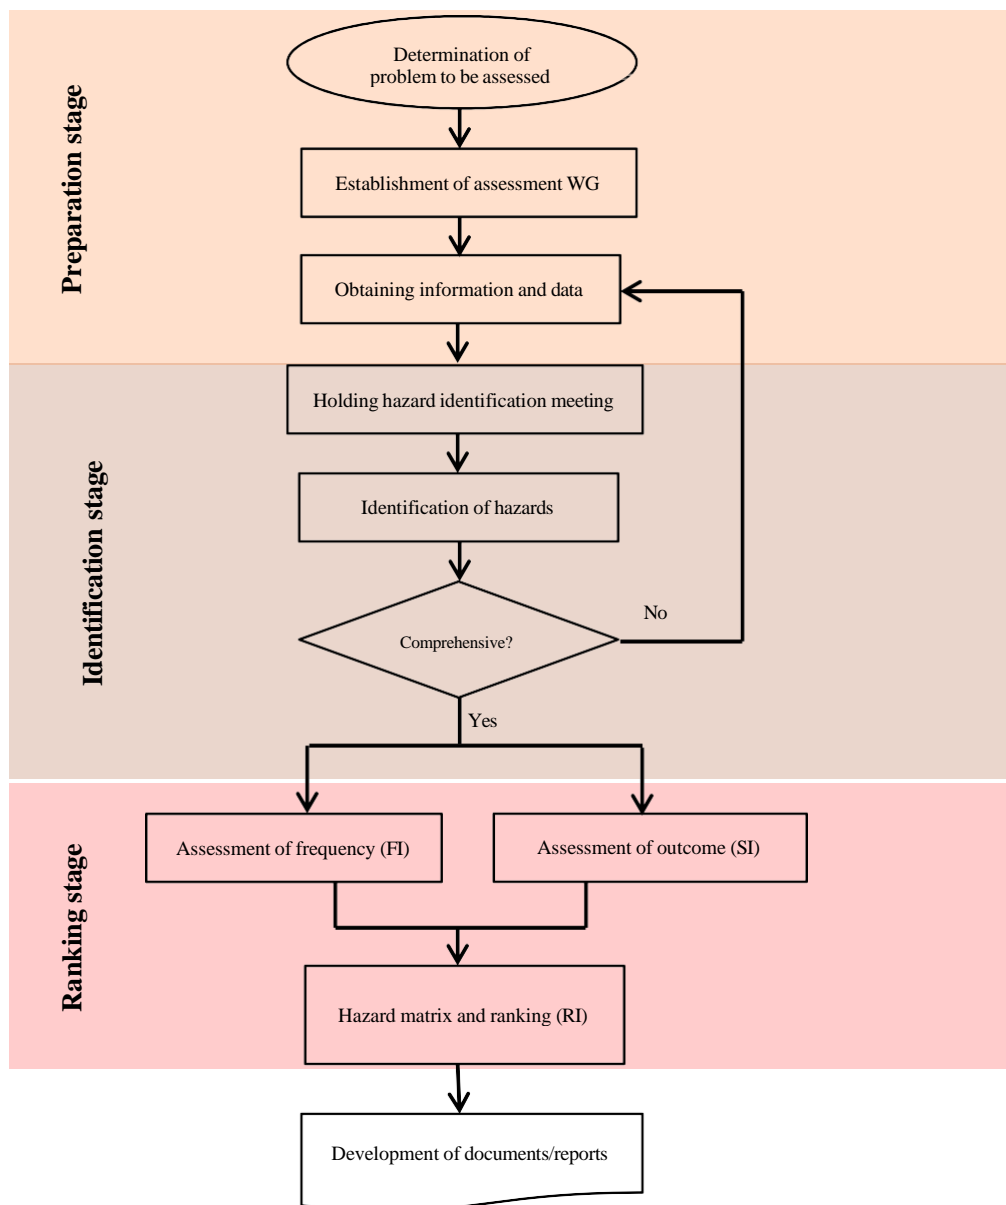 Preparation stage
Determination of
problem to be assessed
Establishment of assessment WG
Obtaining information and data
Identification stage
Holding hazard identification meeting
Identification of hazards
Comprehensive?
No
Yes
Ranking stage
Assessment of frequency (FI)
Assessment of outcome (SI)
Hazard matrix and ranking (RI)
Development of documents/reports